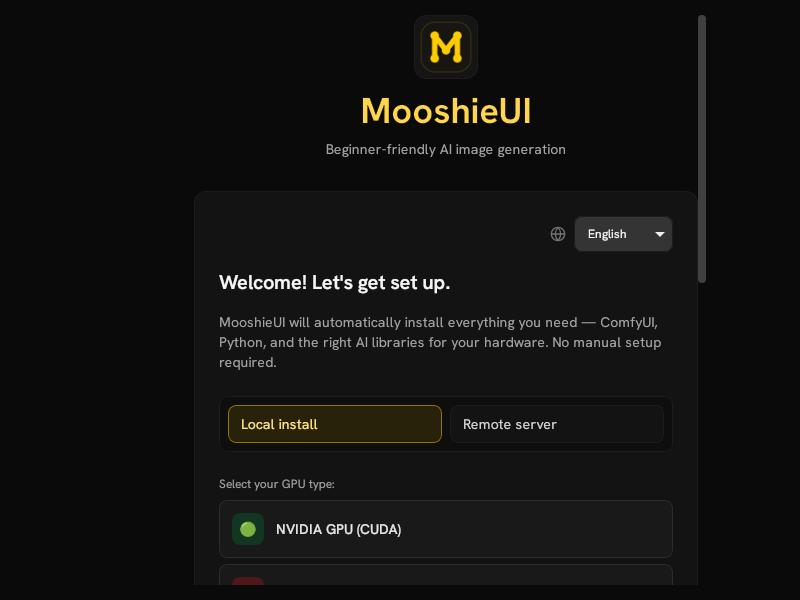 M
MooshieUI
Beginner-friendly AI image generation
English
Welcome! Let's get set up.
MooshieUI will automatically install everything you need — ComfyUI,
Python, and the right AI libraries for your hardware. No manual setup
required.
Local install
Remote server
Select your GPU type:
NVIDIA GPU (CUDA)